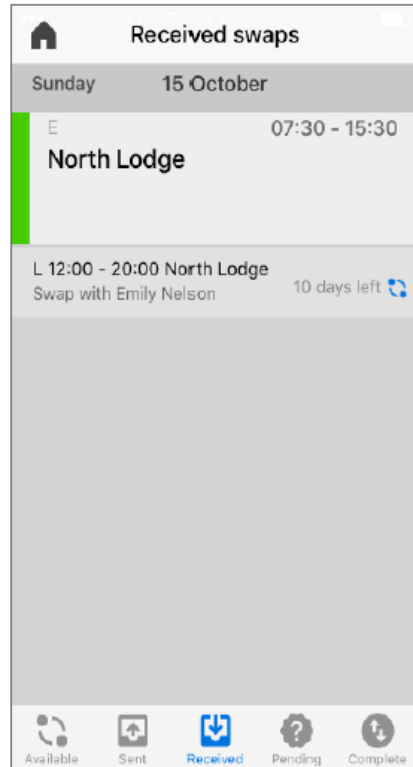 Received swaps
Sunday 15 October
E 07:30 - 15:30
North Lodge
L 12:00 - 20:00 North Lodge
Swap with Emily Nelson 10 days left
Available Sent Received Pending Complete